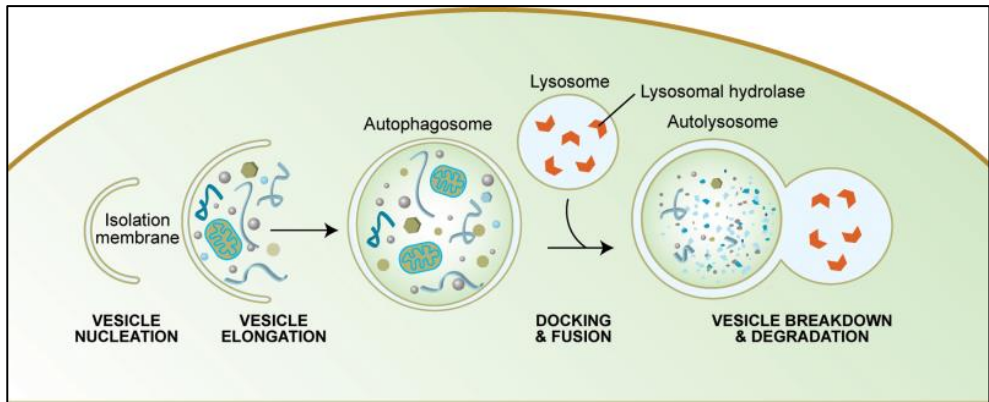 Lysosome
Lysosomal hydrolase
Autophagosome
Autolysosome
Isolation
membrane
VESICLE
NUCLEATION
VESICLE
ELONGATION
DOCKING
& FUSION
VESICLE BREAKDOWN
& DEGRADATION